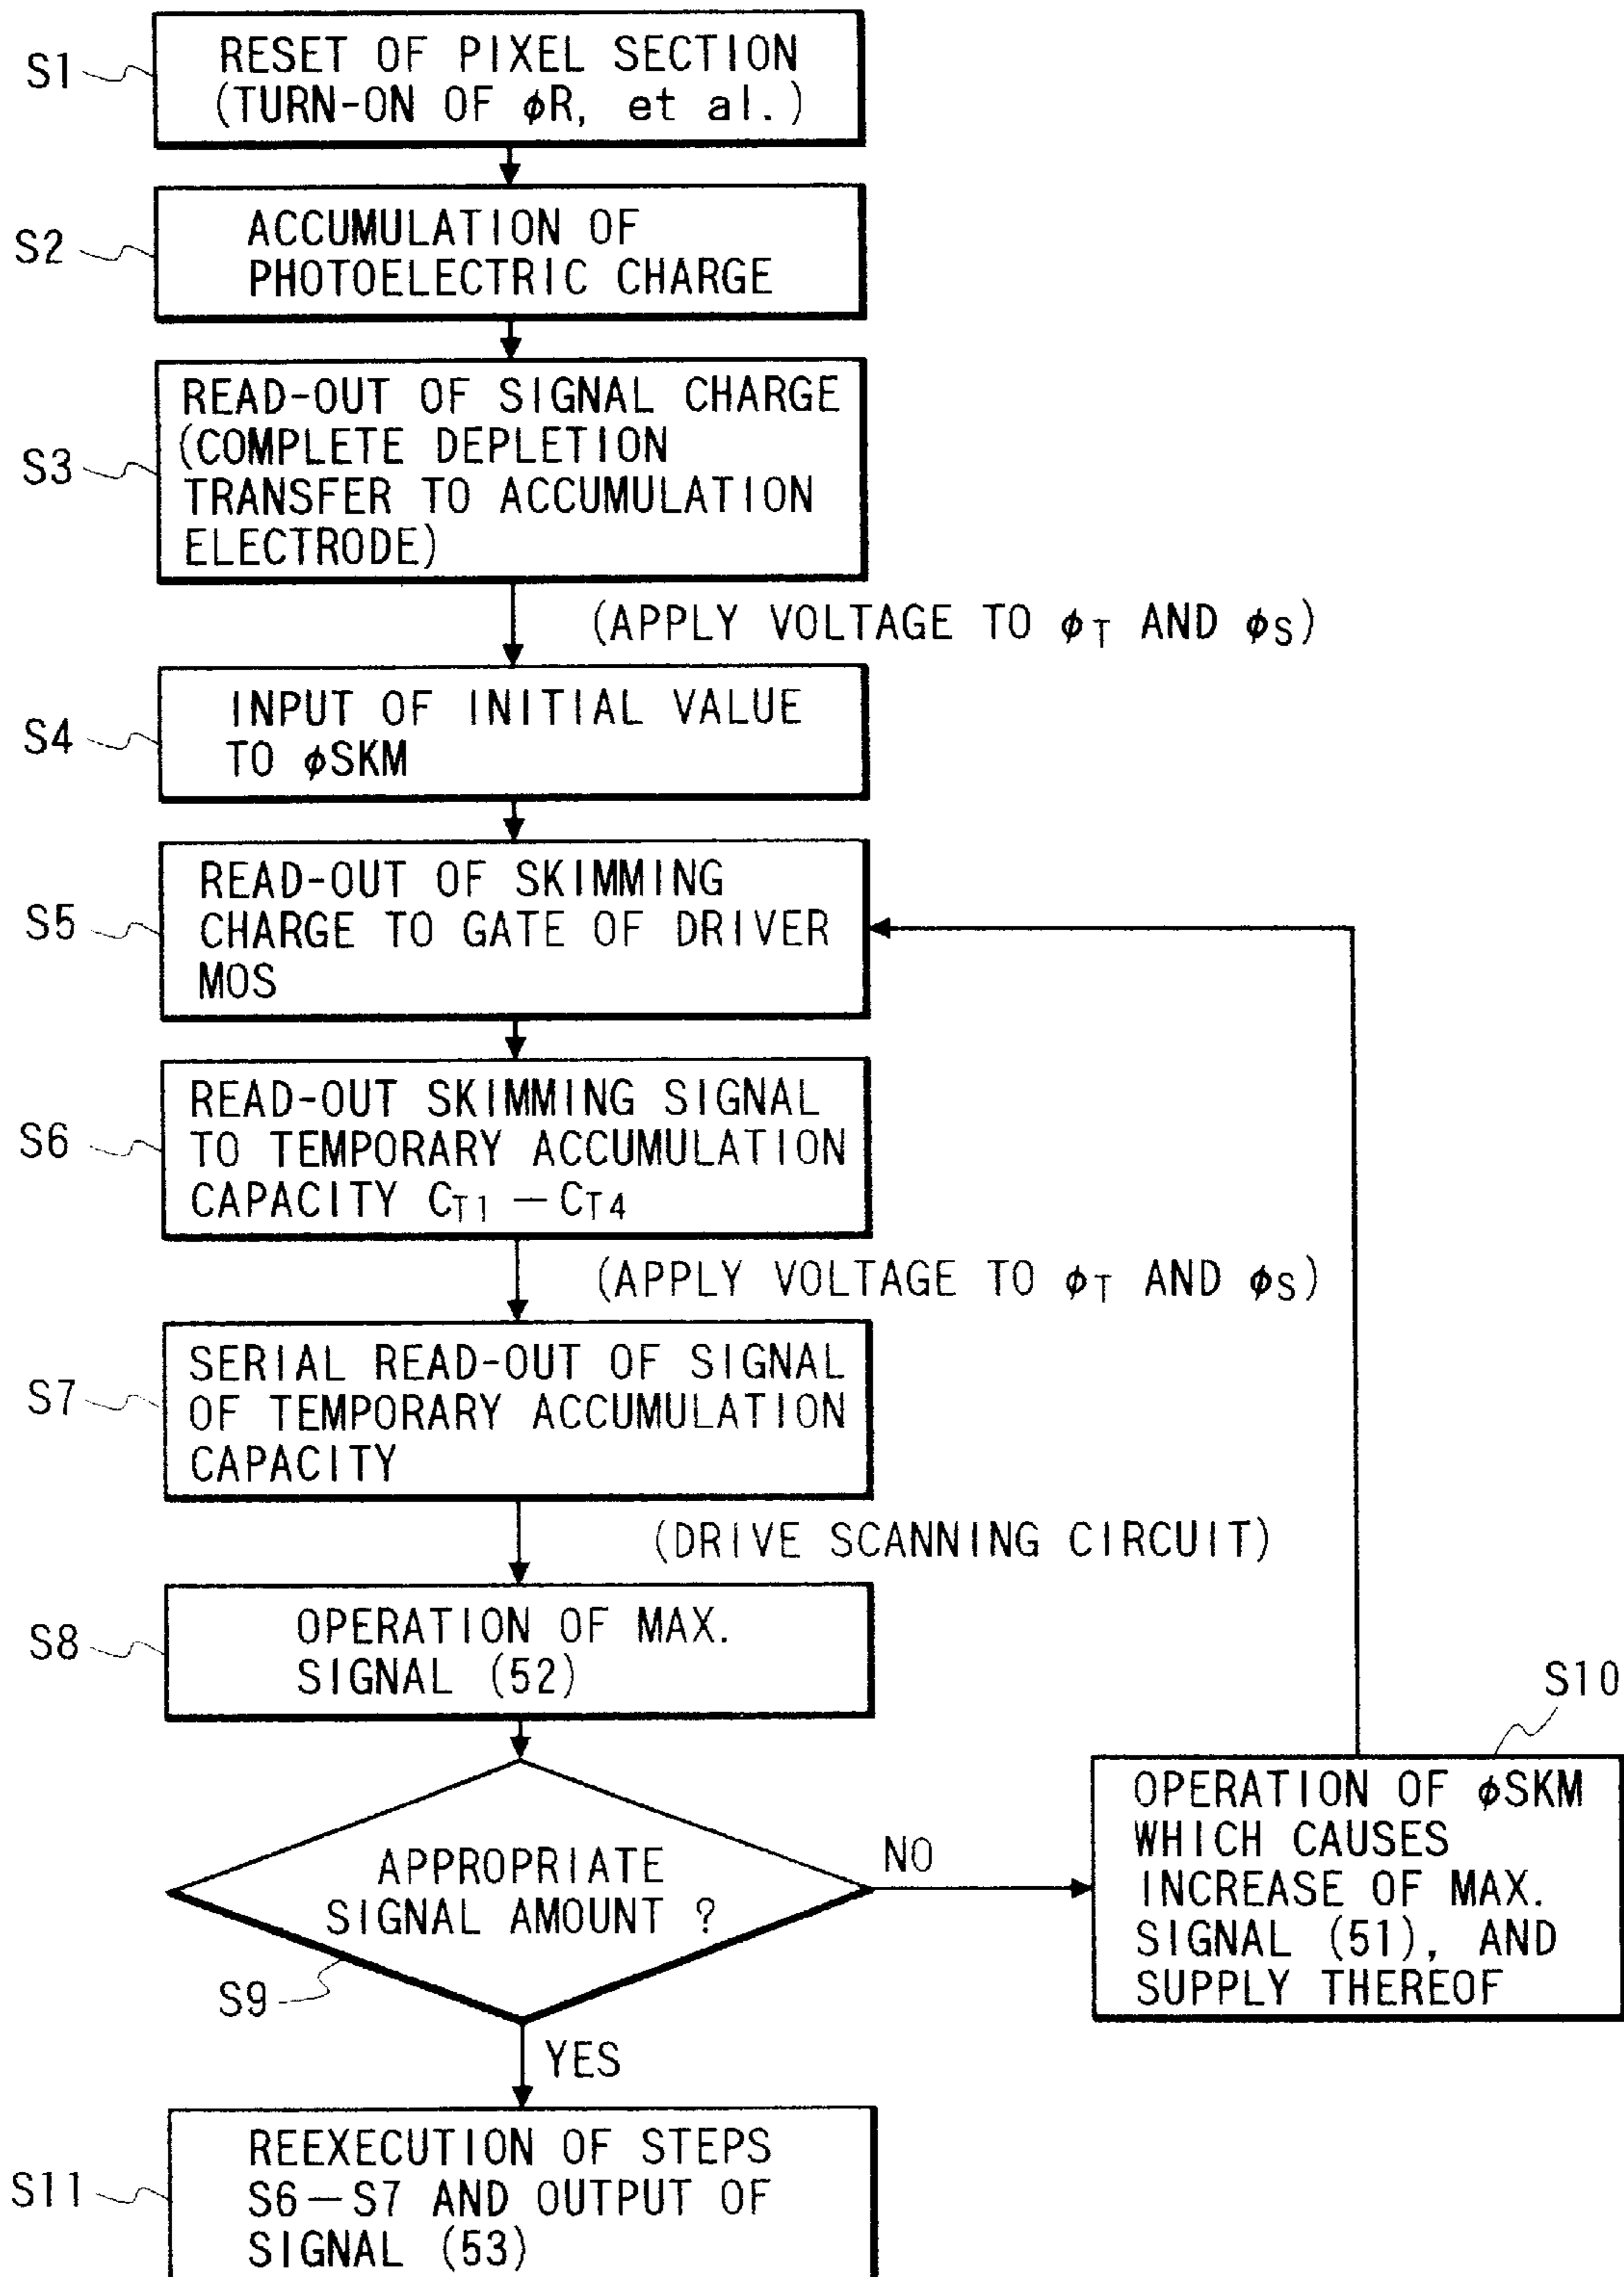 S1
RESET OF PIXEL SECTION
(TURN-ON OF φR, et al.)
S2
ACCUMULATION OF
PHOTOELECTRIC CHARGE
S3
READ-OUT OF SIGNAL CHARGE
(COMPLETE DEPLETION
TRANSFER TO ACCUMULATION
ELECTRODE)
(APPLY VOLTAGE TO φT AND φS)
S4
INPUT OF INITIAL VALUE
TO φSKM
S5
READ-OUT OF SKIMMING
CHARGE TO GATE OF DRIVER
MOS
S6
READ-OUT SKIMMING SIGNAL
TO TEMPORARY ACCUMULATION
CAPACITY CT1 — CT4
(APPLY VOLTAGE TO φT AND φS)
S7
SERIAL READ-OUT OF SIGNAL
OF TEMPORARY ACCUMULATION
CAPACITY
(DRIVE SCANNING CIRCUIT)
S8
OPERATION OF MAX.
SIGNAL (52)
S9
APPROPRIATE
SIGNAL AMOUNT ?
NO
S10
OPERATION OF φSKM
WHICH CAUSES
INCREASE OF MAX.
SIGNAL (51), AND
SUPPLY THEREOF
YES
S11
REEXECUTION OF STEPS
S6—S7 AND OUTPUT OF
SIGNAL (53)